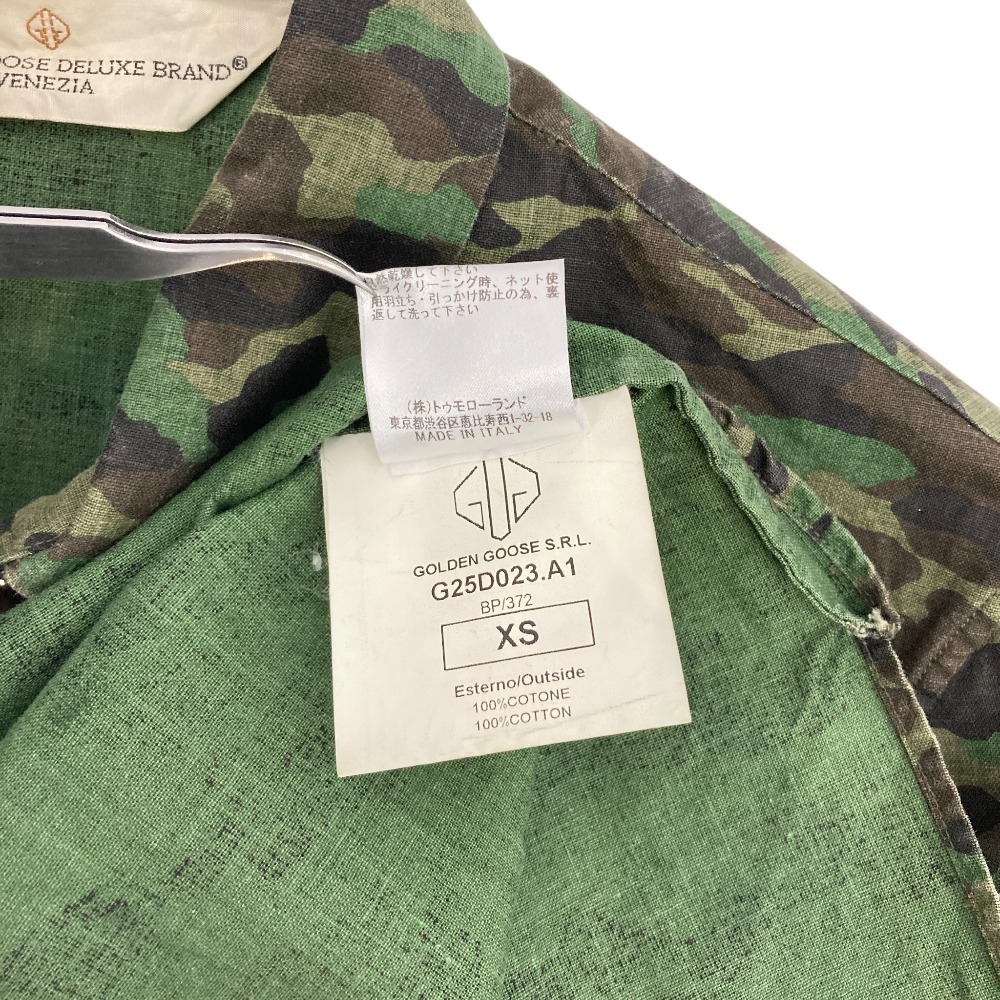 OOSE DELUXE BRAND®
VENEZIA
然乾燥して下さい
ライクリーニング時、ネット使
用羽立ち・引っかけ防止の為、裏
返して洗って下さい
(株)トゥモローランド
東京都渋谷区恵比寿西1-32-18
MADE IN ITALY
GOLDEN GOOSE S.R.L.
G25D023.A1
BP/372
XS
Esterno/Outside
100%COTONE
100%COTTON